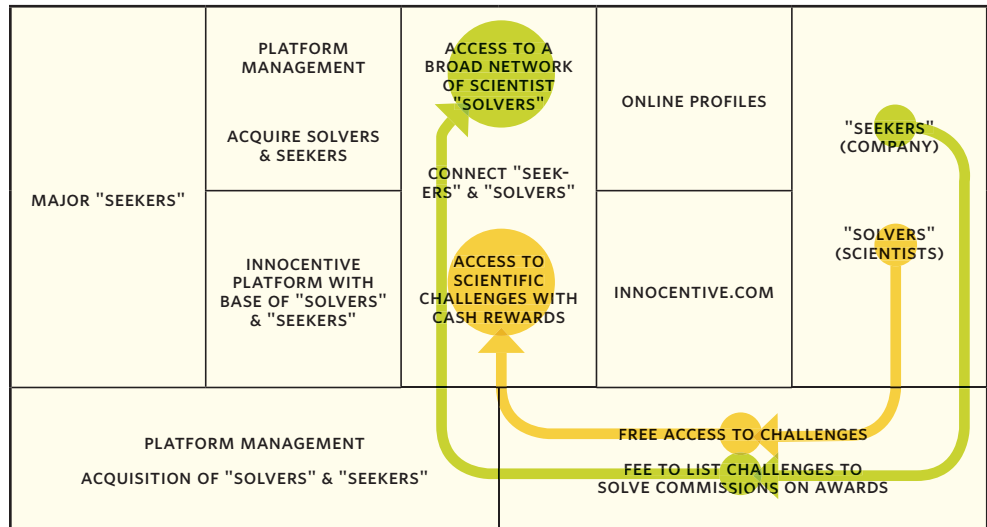 MAJOR "SEEKERS"
PLATFORM
MANAGEMENT
ACQUIRE SOLVERS
& SEEKERS
INNOCENTIVE
PLATFORM WITH
BASE OF "SOLVERS"
& "SEEKERS"
ACCESS TO A
BROAD NETWORK
OF SCIENTIST
"SOLVERS"
CONNECT "SEEK-
ERS" & "SOLVERS"
ACCESS TO
SCIENTIFIC
CHALLENGES WITH
CASH REWARDS
ONLINE PROFILES
INNOCENTIVE.COM
"SEEKERS"
(COMPANY)
"SOLVERS"
(SCIENTISTS)
PLATFORM MANAGEMENT
ACQUISITION OF "SOLVERS" & "SEEKERS"
FREE ACCESS TO CHALLENGES
FEE TO LIST CHALLENGES TO
SOLVE COMMISSIONS ON AWARDS